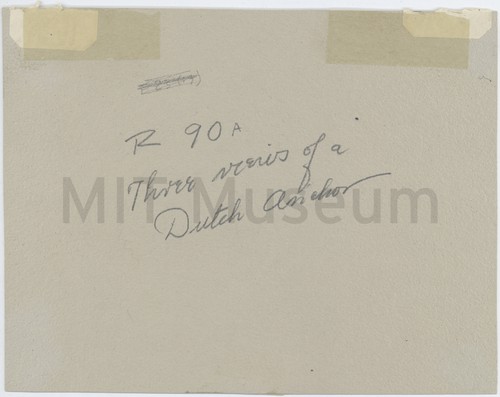 R 90A
Three views of a
Dutch Anchor
MIT Museum